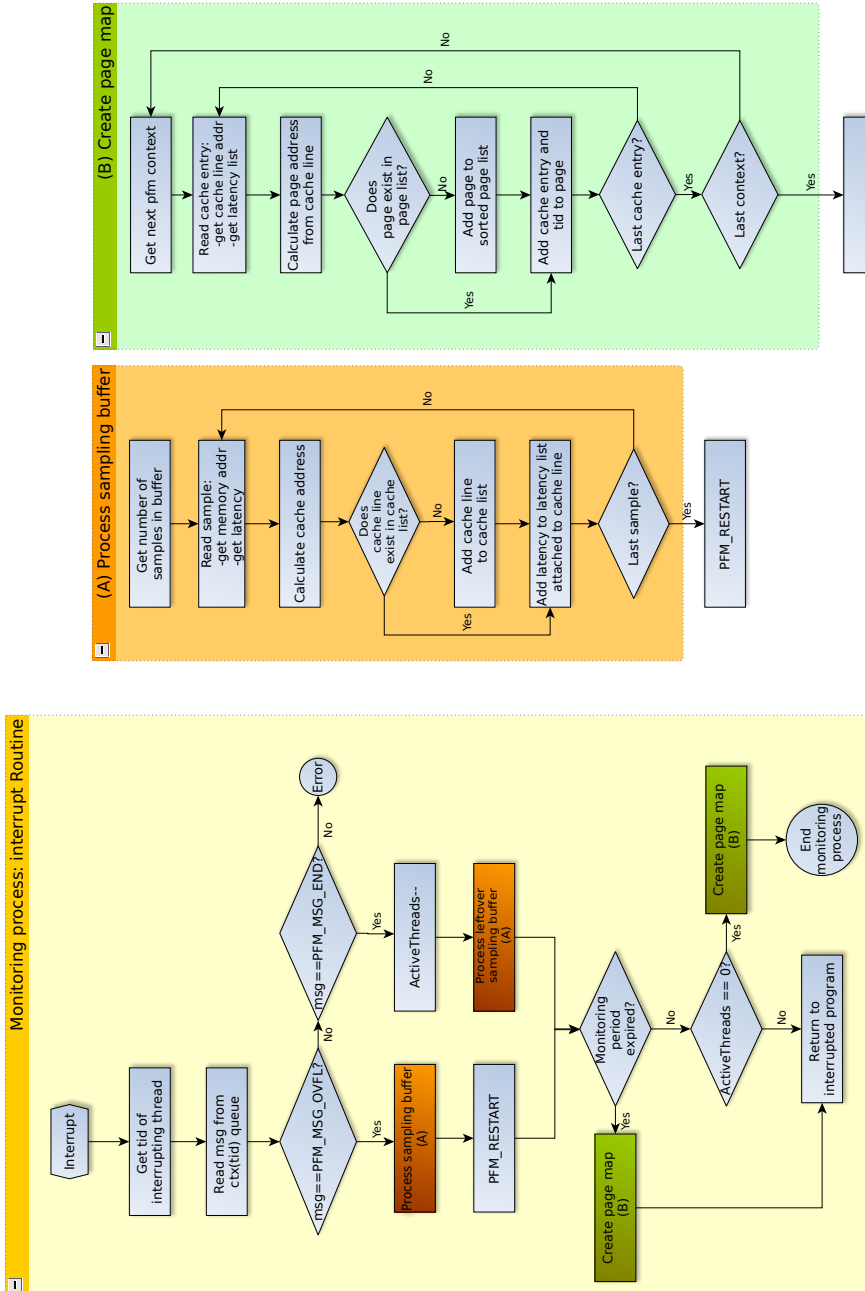 Monitoring process: interrupt Routine
Interrupt
Get tid of
interrupting thread
Read msg from
ctx(tid) queue
msg==PFM_MSG_OVFL?
No
Yes
msg==PFM_MSG_END?
No
Error
Yes
Process sampling buffer
(A)
PFM_RESTART
ActiveThreads--
Process leftover
sampling buffer
(A)
Monitoring
period
expired?
Yes
No
Create page map
(B)
ActiveThreads == 0?
Yes
No
Create page map
(B)
End
monitoring
process
Return to
interrupted program
(A) Process sampling buffer
Get number of
samples in buffer
Read sample:
-get memory addr
-get latency
Calculate cache address
Does
cache line
exist in cache
list?
No
Yes
Add cache line
to cache list
Add latency to latency list
attached to cache line
Last sample?
No
Yes
PFM_RESTART
(B) Create page map
Get next pfm context
Read cache entry:
-get cache line addr
-get latency list
Calculate page address
from cache line
Does
page exist in
page list?
No
Yes
Add page to
sorted page list
Add cache entry and
tid to page
Last cache entry?
No
Yes
Last context?
No
Yes